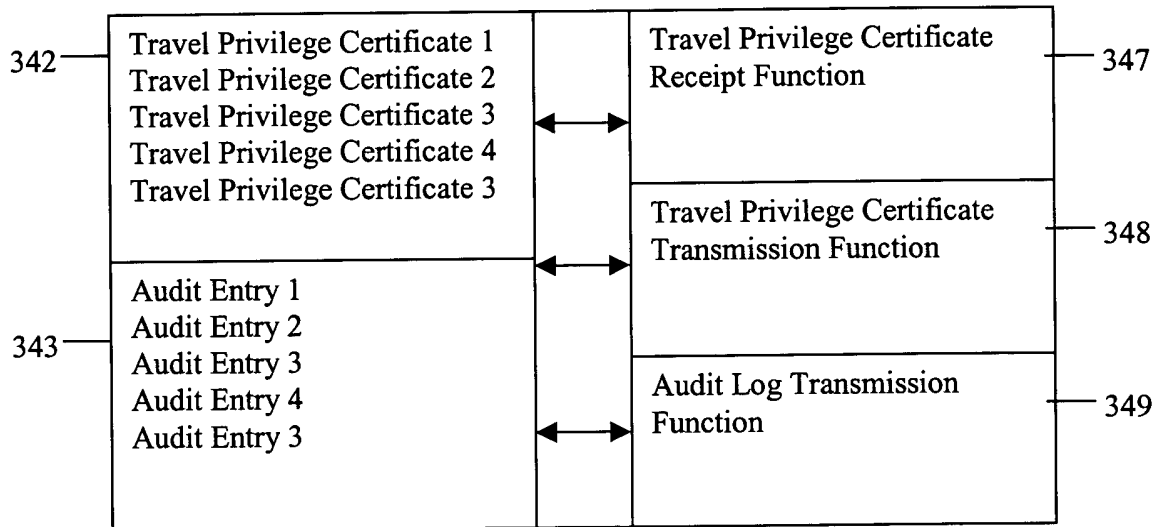 342
Travel Privilege Certificate 1
Travel Privilege Certificate 2
Travel Privilege Certificate 3
Travel Privilege Certificate 4
Travel Privilege Certificate 3
343
Audit Entry 1
Audit Entry 2
Audit Entry 3
Audit Entry 4
Audit Entry 3
Travel Privilege Certificate
Receipt Function
347
Travel Privilege Certificate
Transmission Function
348
Audit Log Transmission
Function
349